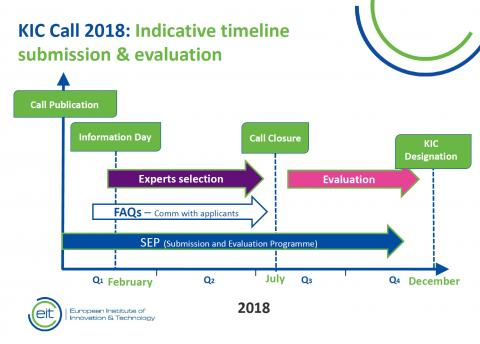 KIC Call 2018: Indicative timeline
submission & evaluation
Call Publication
Information Day
Call Closure
KIC
Designation
Experts selection
Evaluation
FAQs – Comm with applicants
SEP (Submission and Evaluation Programme)
Q1 February Q2 July Q3 Q4 December
2018
eit European Institute of
Innovation & Technology